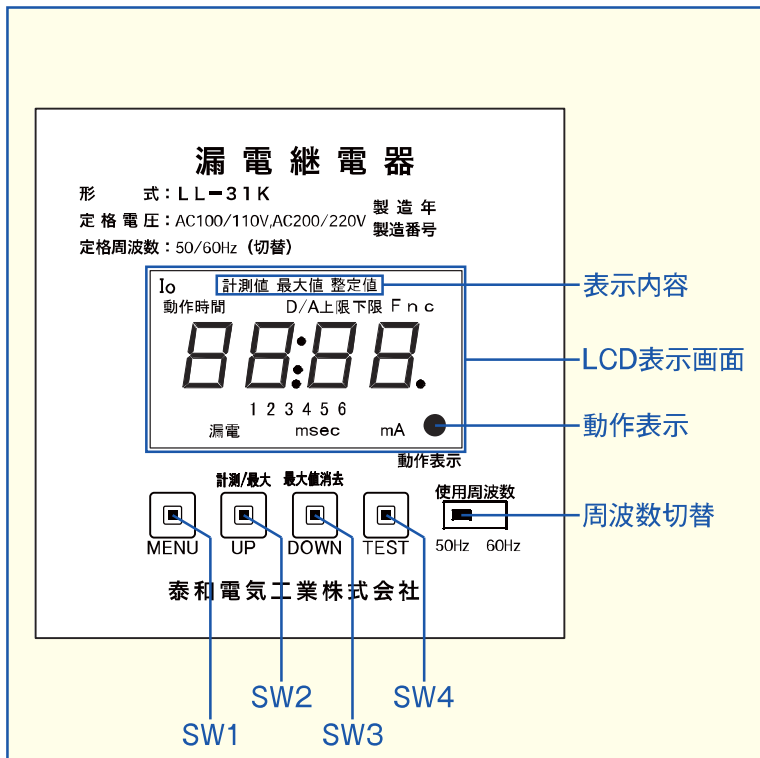 漏電継電器
形　式：LL-31K
定格電圧：AC100/110V,AC200/220V
製造年
製造番号
定格周波数：50/60Hz（切替）
Io 計測値 最大値 整定値
表示内容
動作時間 D/A上限下限 Fnc
88:88.
LCD表示画面
1 2 3 4 5 6
漏電 msec mA
動作表示
動作表示
計測/最大 最大値消去
使用周波数
周波数切替
MENU UP DOWN TEST
50Hz 60Hz
泰和電気工業株式会社
SW1
SW2
SW3
SW4